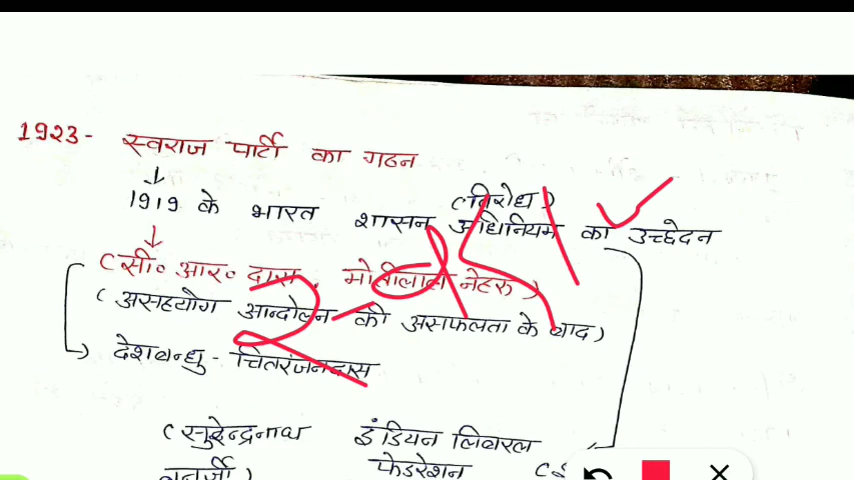 1923- स्वराज पार्टी का गठन
(विरोध)
1919 के भारत शासन अधिनियम का उच्छेदन
(सी० आर० दास, मोतीलाल नेहरु)
(असहयोग आन्दोलन की असफलता के बाद)
देशबन्धु - चितरंजनदास
(सुरेन्द्रनाथ इंडियन लिबरल
बनर्जी) फेडरेशन